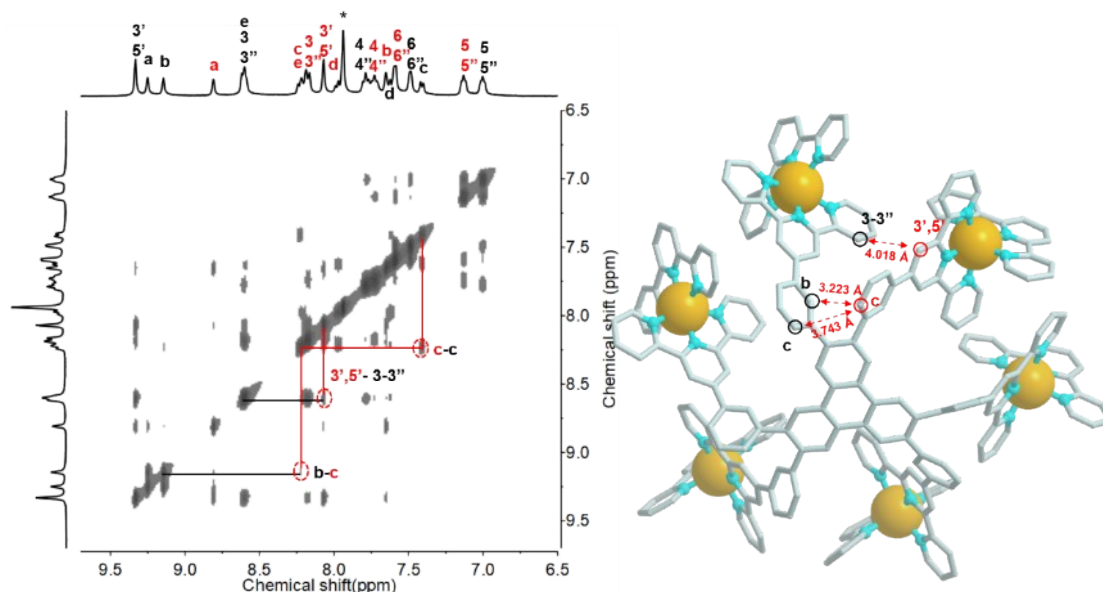 e *
3' c 3 3' 6 6
3' 3 4 4 b 5 5
5' a b a 3" e 3" 5' d 4" 4" 6" 6" c 5" 5"
d
6.5
7.0
7.5
8.0
8.5
9.0
9.5
Chemical shift (ppm)
c-c
3',5'- 3-3"
b-c
9.5 9.0 8.5 8.0 7.5 7.0 6.5
Chemical shift(ppm)
3-3"
3',5'
4.018 Å
b
3.223 Å
c
3.743 Å
c